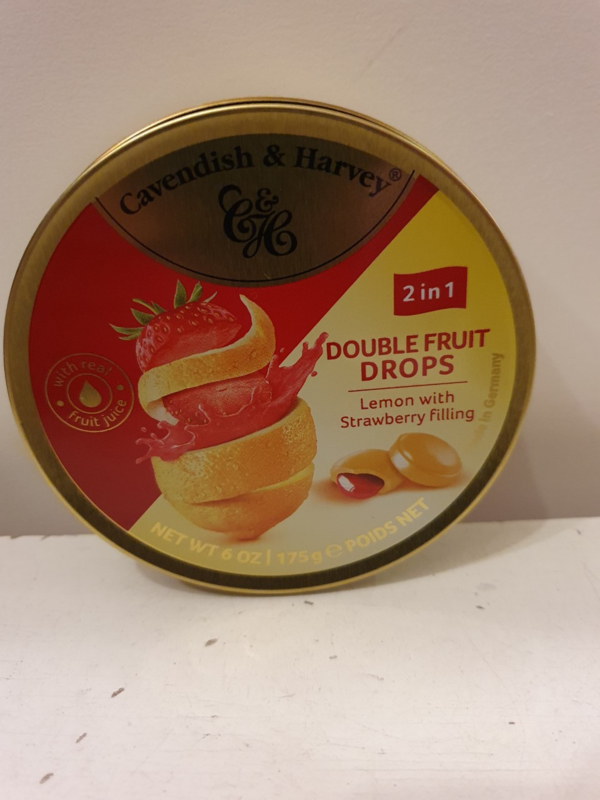 Cavendish & Harvey®
C&H
2 in 1
DOUBLE FRUIT
DROPS
Lemon with
Strawberry filling
with real
fruit juice
in Germany
NET WT 6 OZ | 175g ℮ POIDS NET